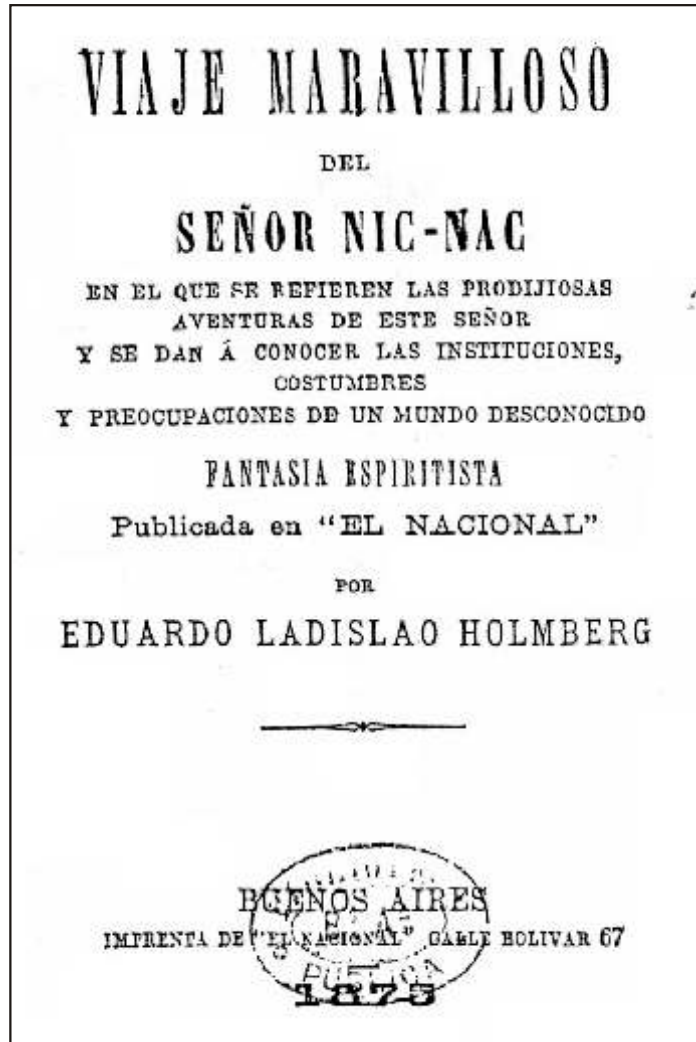 VIAJE MARAVILLOSO
DEL
SEÑOR NIC-NAC
EN EL QUE SE REFIEREN LAS PRODIJIOSAS
AVENTURAS DE ESTE SEÑOR
Y SE DAN Á CONOCER LAS INSTITUCIONES,
COSTUMBRES
Y PREOCUPACIONES DE UN MUNDO DESCONOCIDO
FANTASIA ESPIRITISTA
Publicada en “EL NACIONAL”
POR
EDUARDO LADISLAO HOLMBERG
BUENOS AIRES
IMPRENTA DE “EL NACIONAL” CALLE BOLIVAR 67
PUBLICA
1875